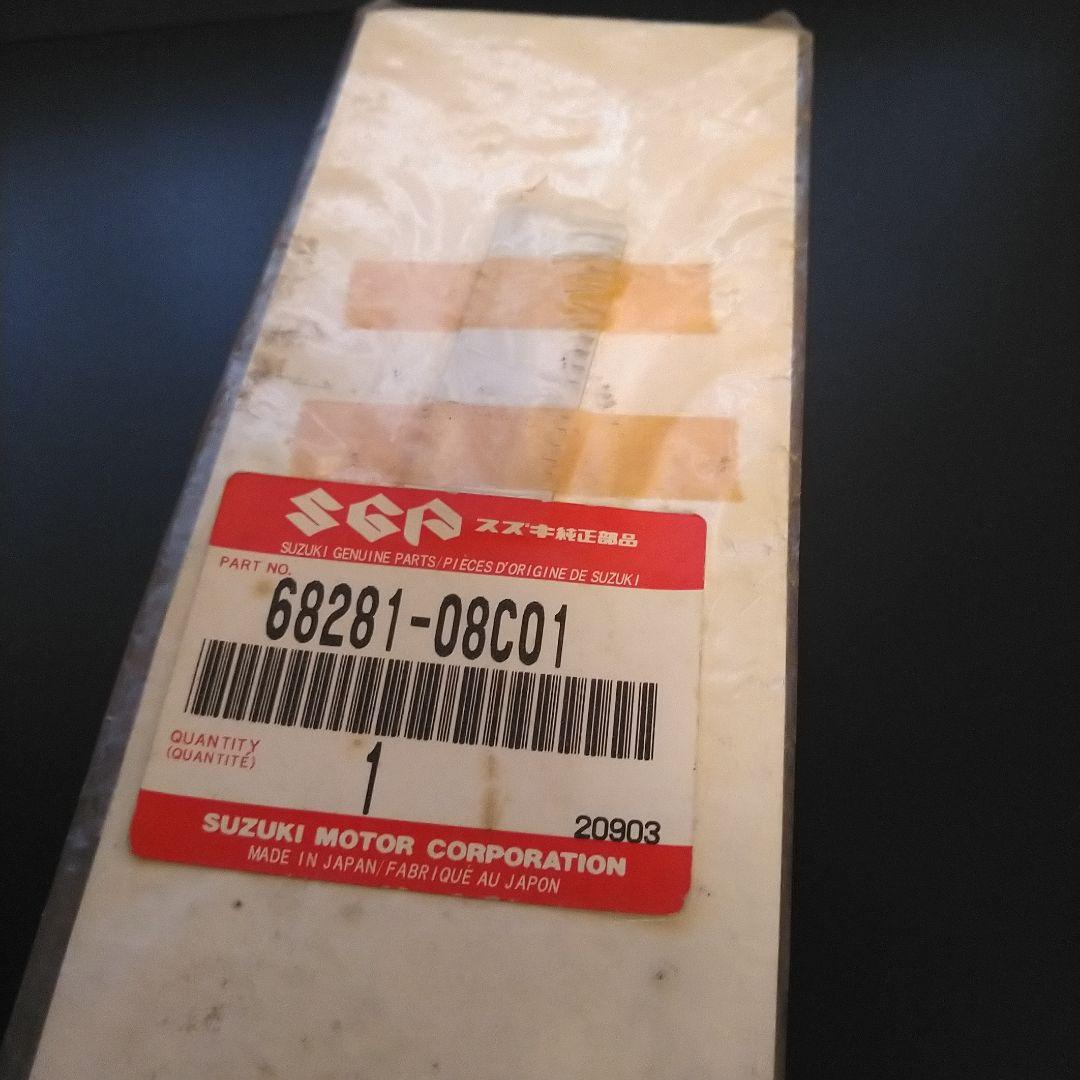 SGP スズキ純正部品
SUZUKI GENUINE PARTS/PIÈCES D'ORIGINE DE SUZUKI
PART NO.
68281-08C01
QUANTITY
(QUANTITÉ)
1
20903
SUZUKI MOTOR CORPORATION
MADE IN JAPAN/FABRIQUÉ AU JAPON